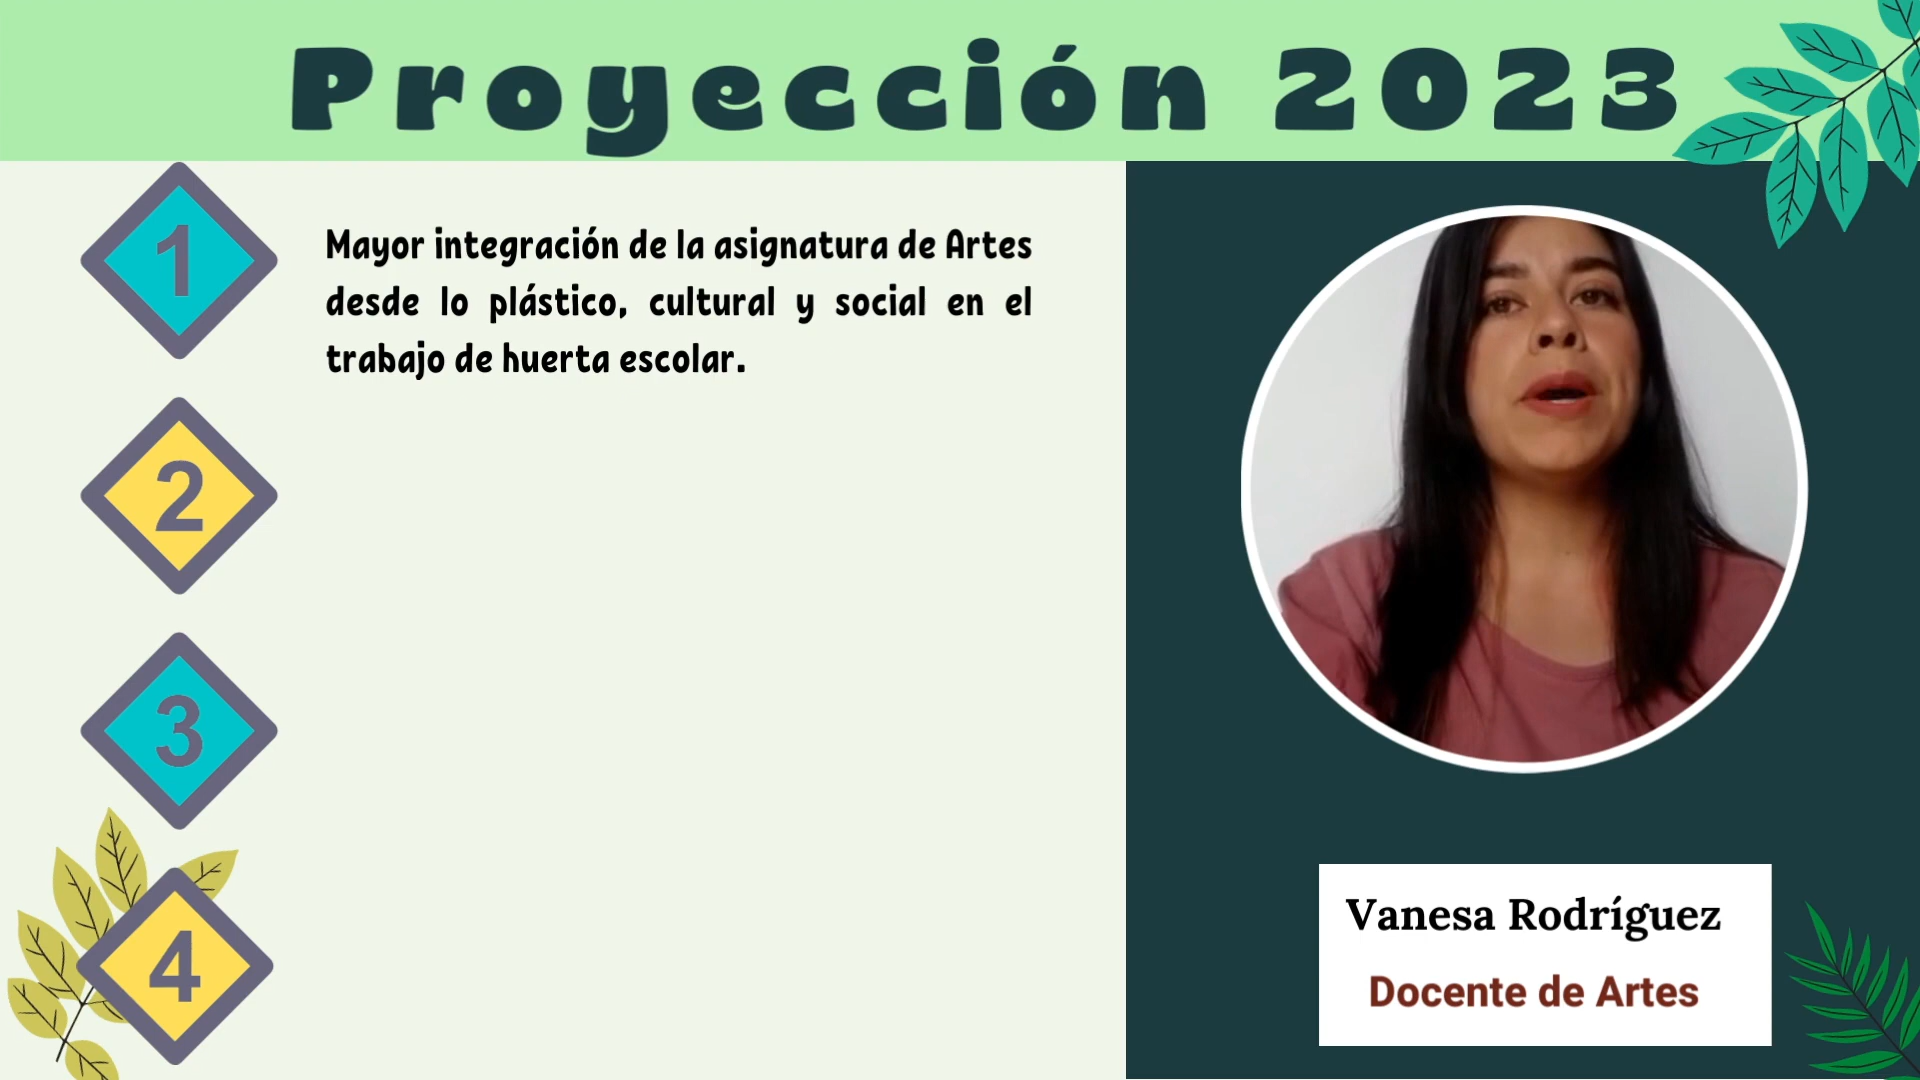 Proyección 2023
1
Mayor integración de la asignatura de Artes
desde lo plástico, cultural y social en el
trabajo de huerta escolar.
2
3
4
Vanesa Rodríguez
Docente de Artes